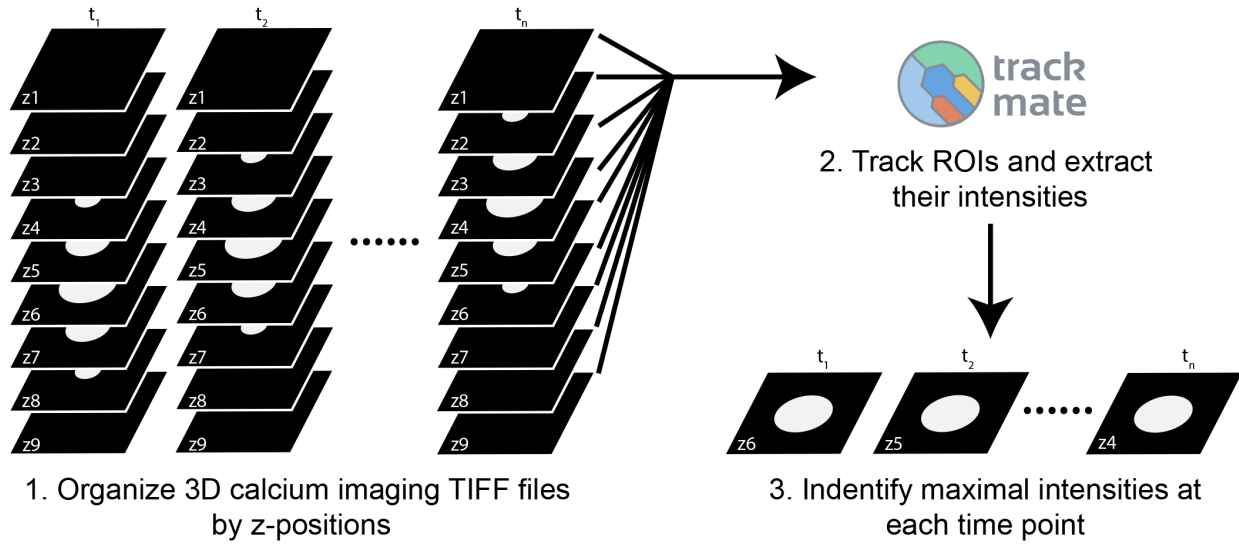 t1
t2
tn
z1
z2
z3
z4
z5
z6
z7
z8
z9
z1
z2
z3
z4
z5
z6
z7
z8
z9
z1
z2
z3
z4
z5
z6
z7
z8
z9
1. Organize 3D calcium imaging TIFF files
by z-positions
track
mate
2. Track ROIs and extract
their intensities
t1
t2
tn
z6
z5
z4
3. Indentify maximal intensities at
each time point